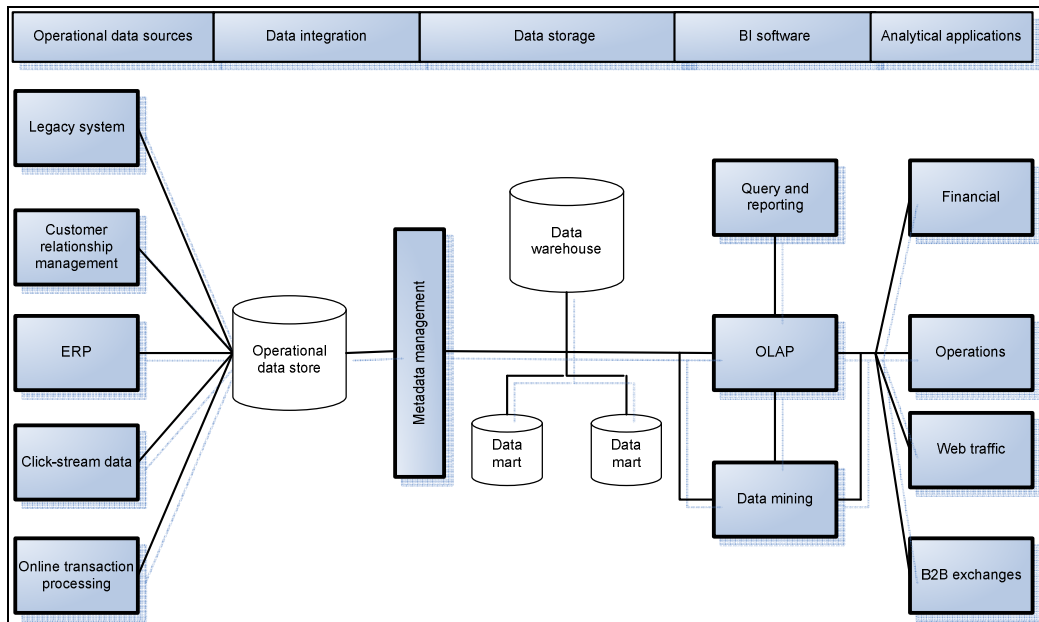 Operational data sources
Data integration
Data storage
BI software
Analytical applications
Legacy system
Customer
relationship
management
ERP
Click-stream data
Online transaction
processing
Operational
data store
Metadata management
Data
warehouse
Data
mart
Data
mart
Query and
reporting
OLAP
Data mining
Financial
Operations
Web traffic
B2B exchanges